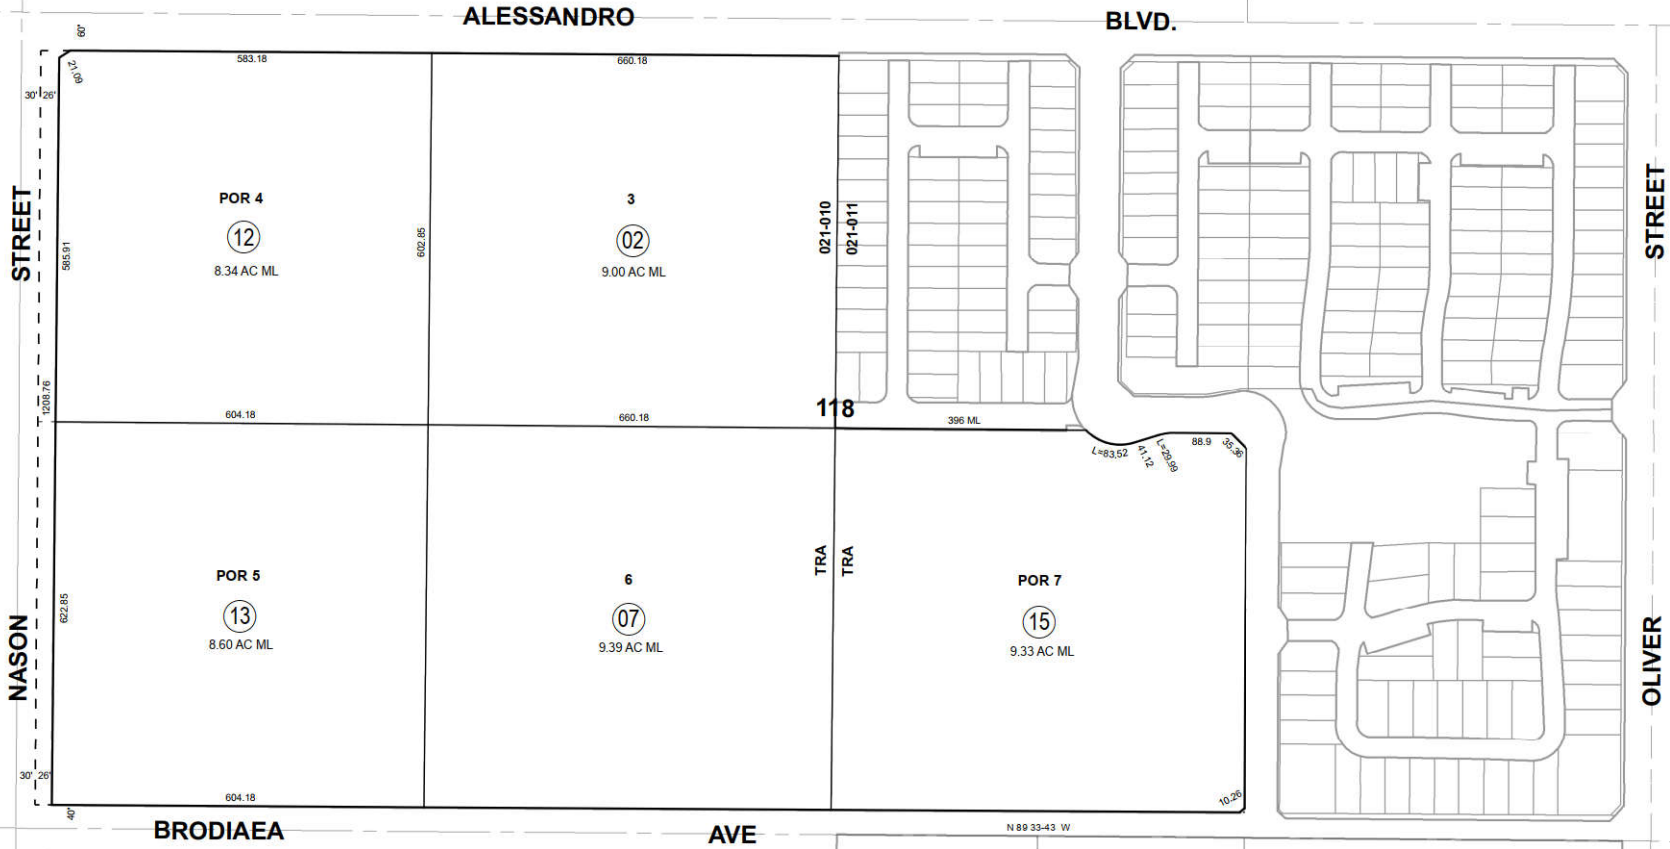 ALESSANDRO
BLVD.
60'
21.09
583.18
660.18
30' 26'
STREET
585.91
POR 4
12
8.34 AC ML
602.85
3
02
9.00 AC ML
021-010
021-011
STREET
1208.76
604.18
660.18
118
396 ML
L=83.52
41.12
L=29.99
88.9
35.36
NASON
622.85
POR 5
13
8.60 AC ML
6
07
9.39 AC ML
TRA
TRA
POR 7
15
9.33 AC ML
OLIVER
30' 26'
40'
604.18
10.26
BRODIAEA
AVE
N 89 33-43 W